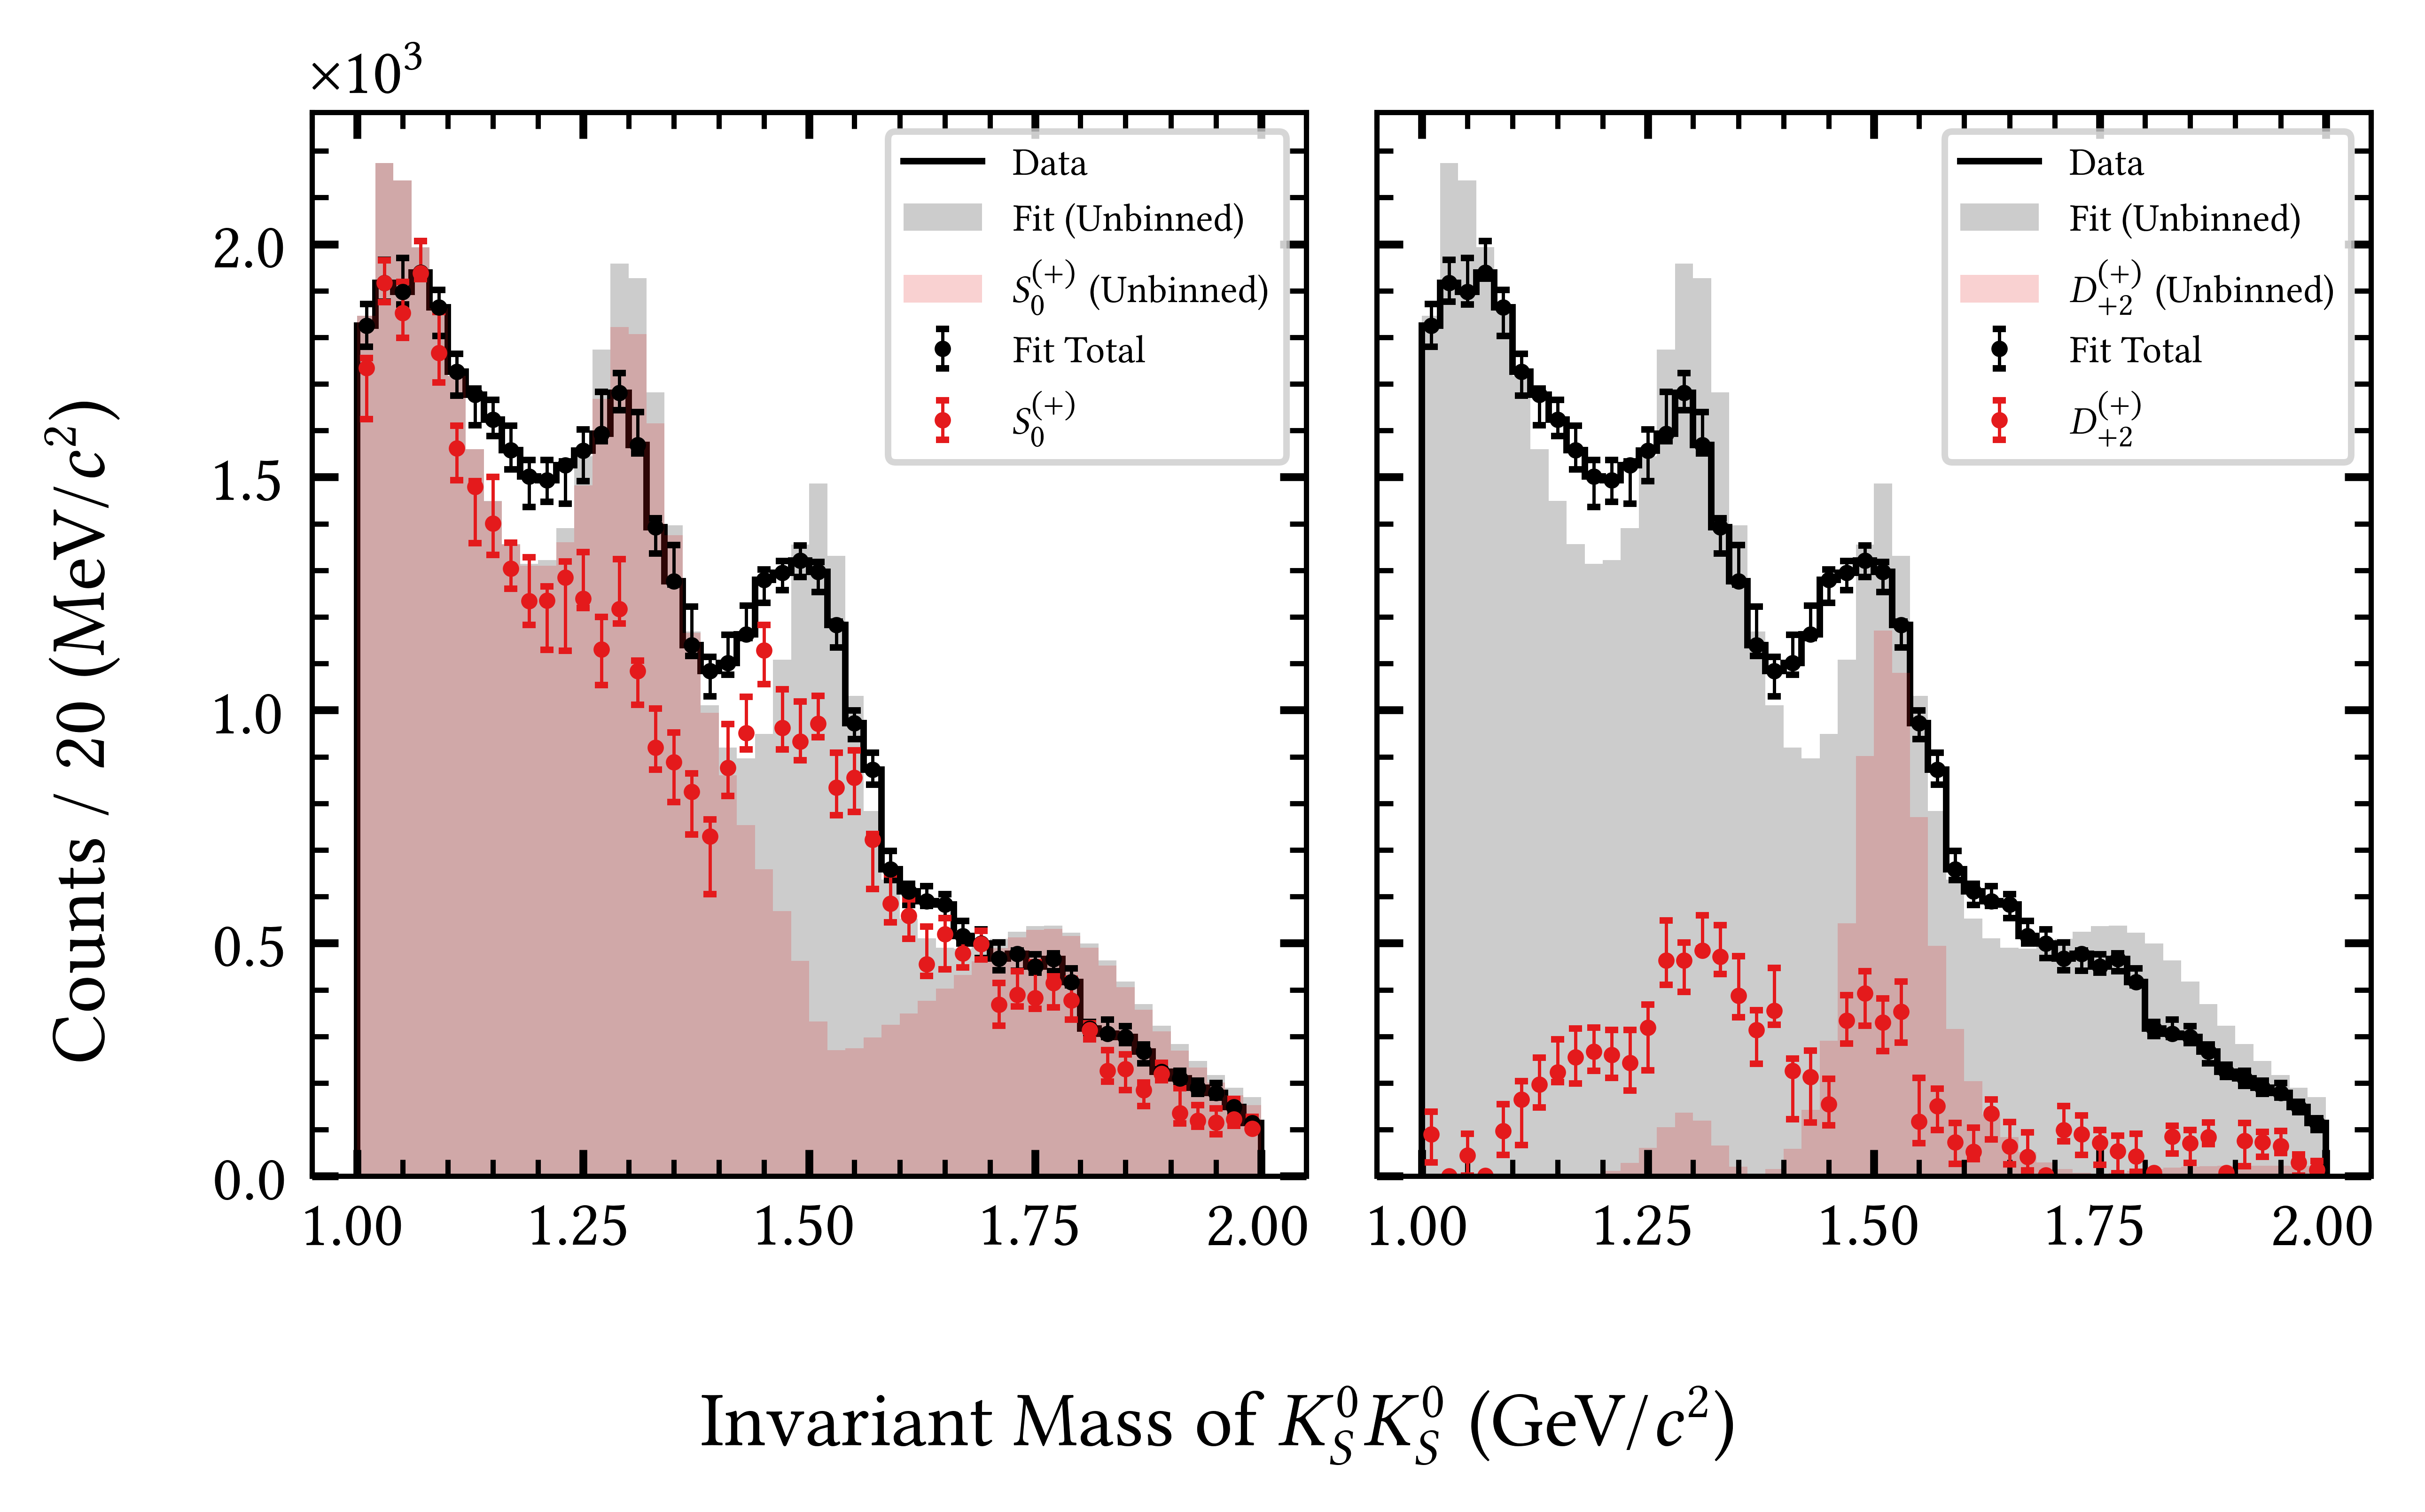 ×10³
Counts / 20 (MeV/c²)
2.0
1.5
1.0
0.5
0.0
Data
Fit (Unbinned)
S₀⁽⁺⁾ (Unbinned)
Fit Total
S₀⁽⁺⁾
1.00 1.25 1.50 1.75 2.00
Data
Fit (Unbinned)
D₊₂⁽⁺⁾ (Unbinned)
Fit Total
D₊₂⁽⁺⁾
1.00 1.25 1.50 1.75 2.00
Invariant Mass of K_S⁰K_S⁰ (GeV/c²)